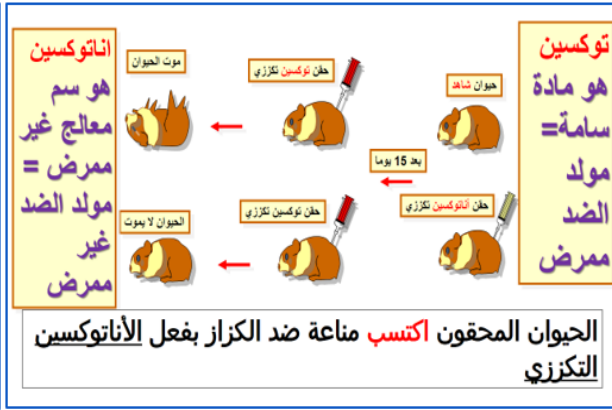 توكسين
هو مادة
سامة=
مولد
الضد
ممرض
حيوان شاهد
حقن توكسين تكززي
موت الحيوان
بعد 15 يوما
حقن أناتوكسين تكززي
حقن توكسين تكززي
الحيوان لا يموت
اناتوكسين
هو سم
معالج غير
ممرض =
مولد الضد
غير
ممرض
الحيوان المحقون اكتسب مناعة ضد الكزاز بفعل الأناتوكسين
التكززي